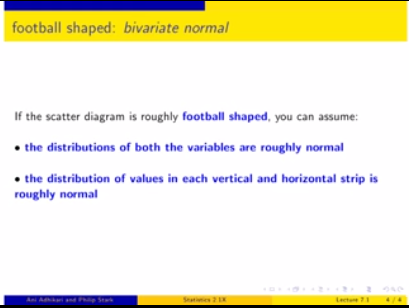 football shaped: bivariate normal
If the scatter diagram is roughly football shaped, you can assume:
• the distributions of both the variables are roughly normal
• the distribution of values in each vertical and horizontal strip is
roughly normal
Ani Adhikari and Philip Stark Statistics 2.1X Lecture 7.1 4 / 4